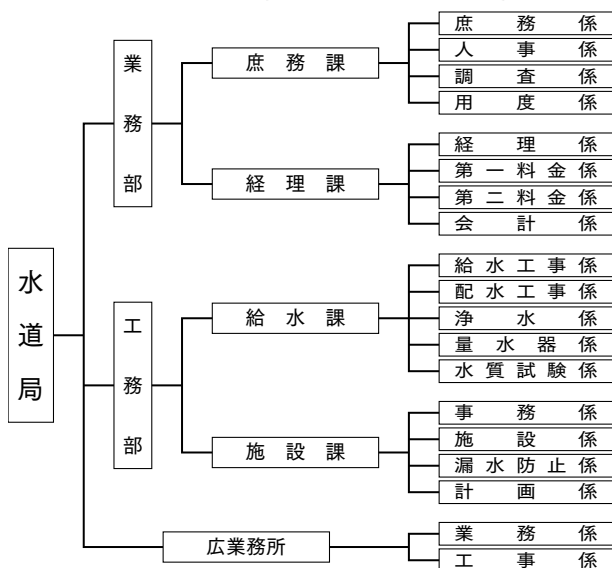 水道局
業務部
庶務課
庶務係
人事係
調査係
用度係
経理課
経理係
第一料金係
第二料金係
会計係
工務部
給水課
給水工事係
配水工事係
浄水係
量水器係
水質試験係
施設課
事務係
施設係
漏水防止係
計画係
広業務所
業務係
工事係